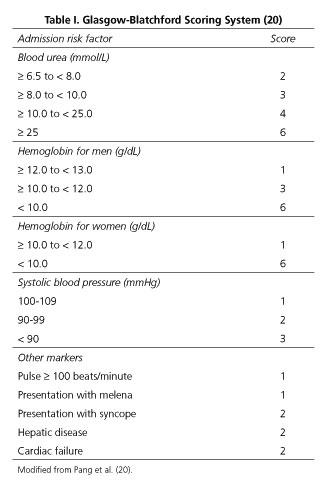 Table I. Glasgow-Blatchford Scoring System (20)
Admission risk factor Score
Blood urea (mmol/L)
≥ 6.5 to < 8.0 2
≥ 8.0 to < 10.0 3
≥ 10.0 to < 25.0 4
≥ 25 6
Hemoglobin for men (g/dL)
≥ 12.0 to < 13.0 1
≥ 10.0 to < 12.0 3
< 10.0 6
Hemoglobin for women (g/dL)
≥ 10.0 to < 12.0 1
< 10.0 6
Systolic blood pressure (mmHg)
100-109 1
90-99 2
< 90 3
Other markers
Pulse ≥ 100 beats/minute 1
Presentation with melena 1
Presentation with syncope 2
Hepatic disease 2
Cardiac failure 2
Modified from Pang et al. (20).